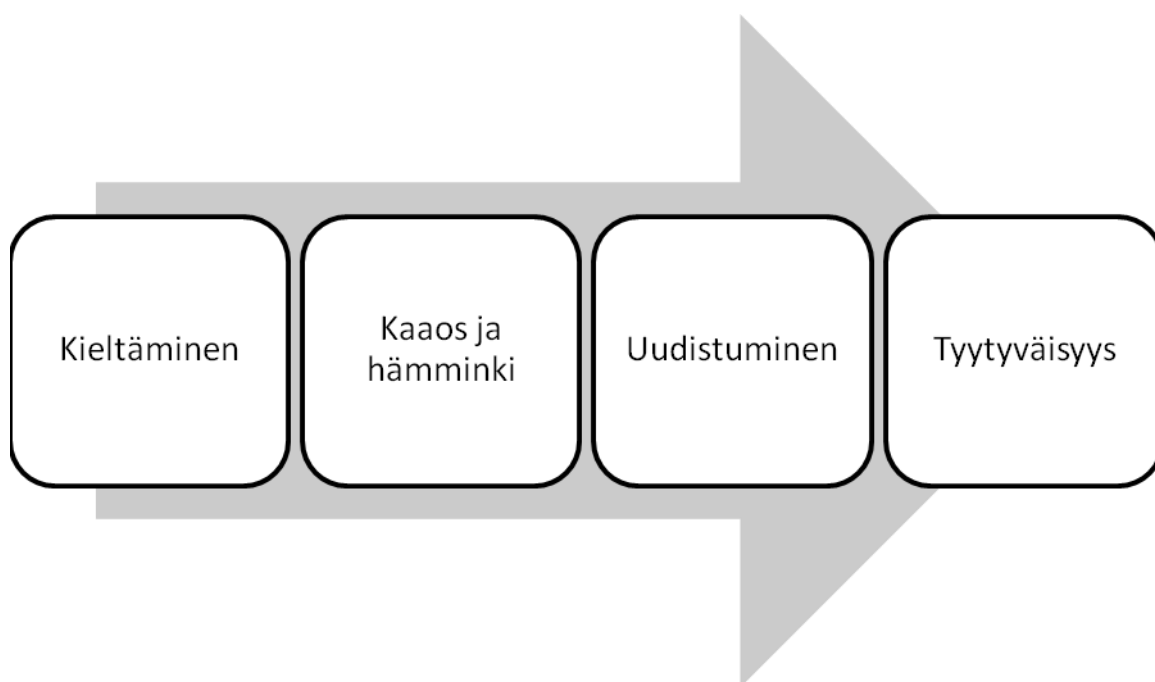 Kieltäminen
Kaaos ja
hämminki
Uudistuminen
Tyytyväisyys